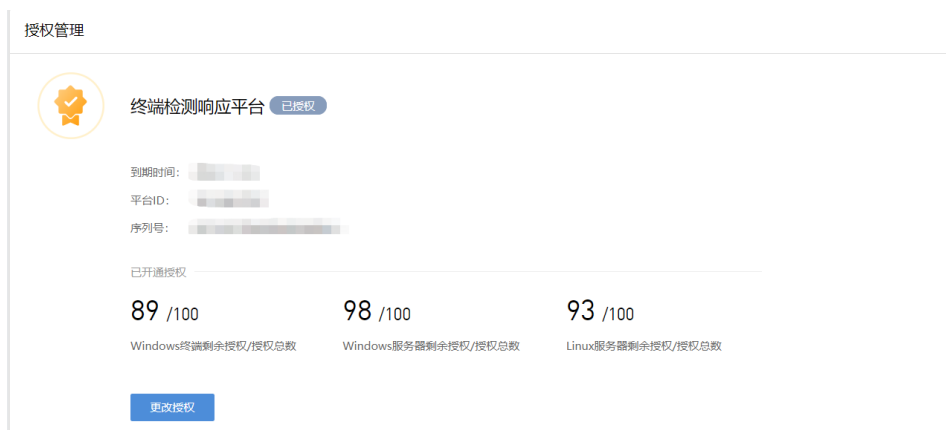 授权管理
终端检测响应平台 已授权
到期时间：
平台ID：
序列号：
已开通授权
89 /100 98 /100 93 /100
Windows终端剩余授权/授权总数 Windows服务器剩余授权/授权总数 Linux服务器剩余授权/授权总数
更改授权